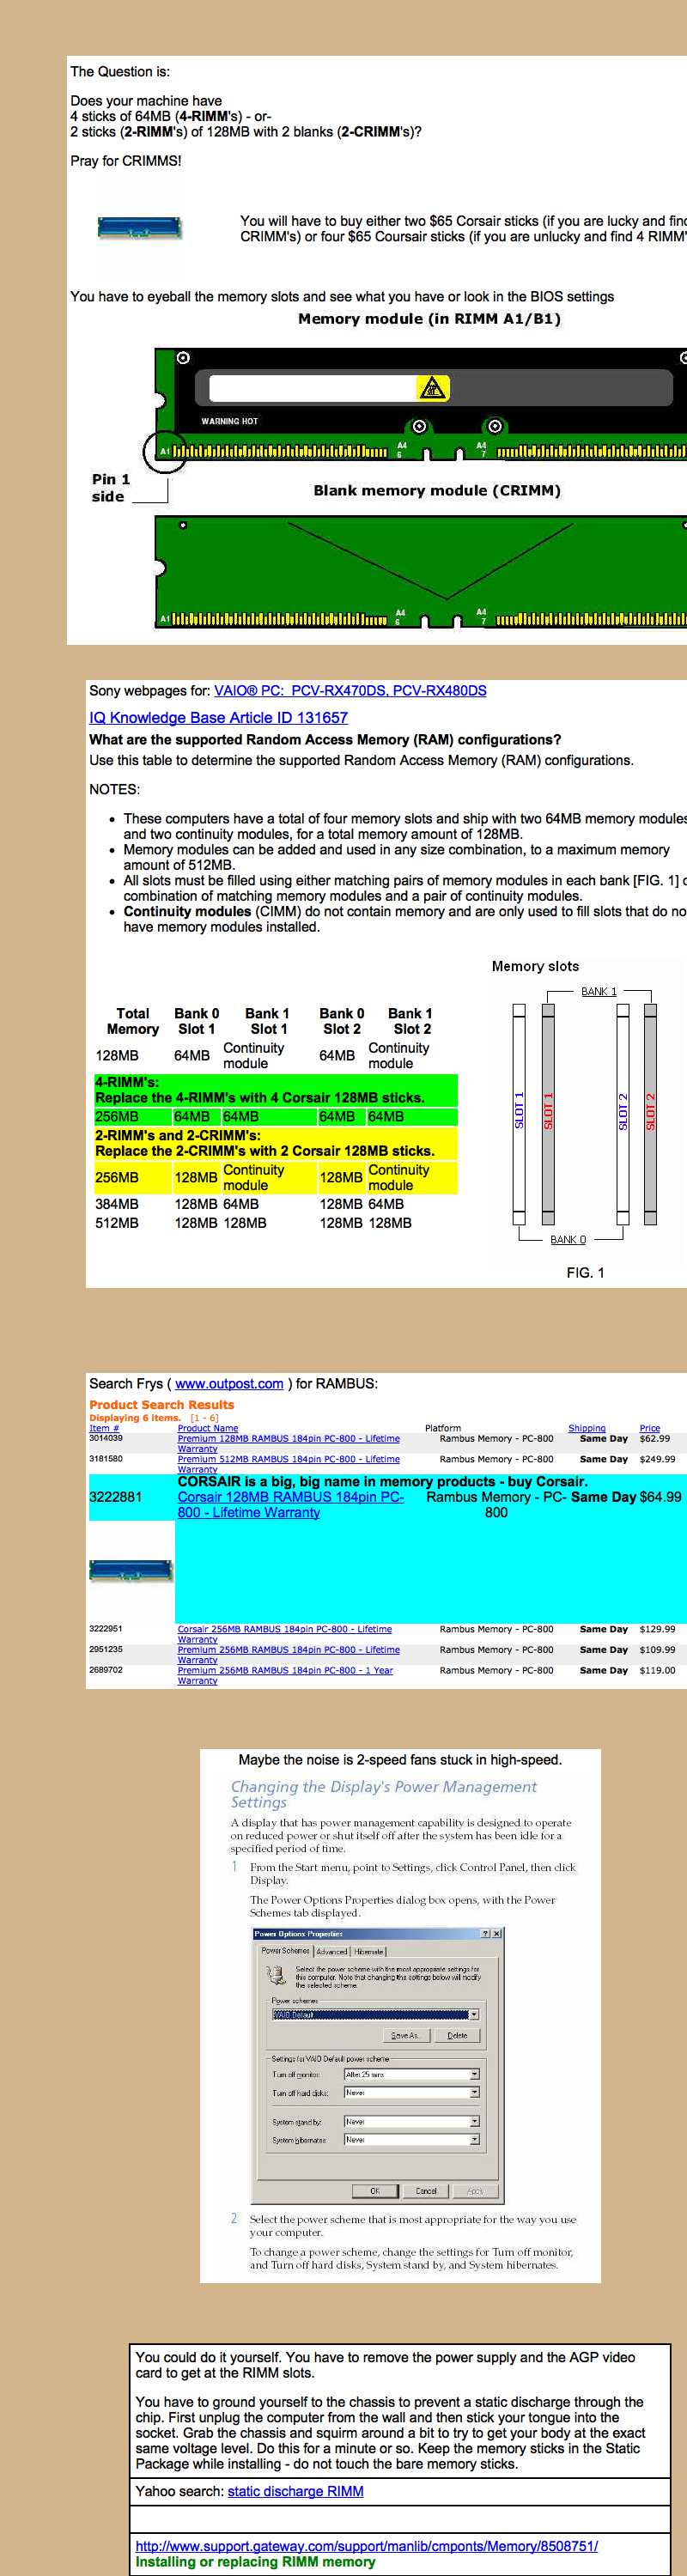 The Question is:
Does your machine have
4 sticks of 64MB (4-RIMM's) - or-
2 sticks (2-RIMM's) of 128MB with 2 blanks (2-CRIMM's)?
Pray for CRIMMS!
You will have to buy either two $65 Corsair sticks (if you are lucky and find
CRIMM's) or four $65 Coursair sticks (if you are unlucky and find 4 RIMM'
You have to eyeball the memory slots and see what you have or look in the BIOS settings
Memory module (in RIMM A1/B1)
WARNING HOT
A1
A4 6
A4 7
Pin 1
side
Blank memory module (CRIMM)
A1
A4 6
A4 7
Sony webpages for: VAIO® PC: PCV-RX470DS, PCV-RX480DS
IQ Knowledge Base Article ID 131657
What are the supported Random Access Memory (RAM) configurations?
Use this table to determine the supported Random Access Memory (RAM) configurations.
NOTES:
• These computers have a total of four memory slots and ship with two 64MB memory modules
and two continuity modules, for a total memory amount of 128MB.
• Memory modules can be added and used in any size combination, to a maximum memory
amount of 512MB.
• All slots must be filled using either matching pairs of memory modules in each bank [FIG. 1] 
combination of matching memory modules and a pair of continuity modules.
• Continuity modules (CIMM) do not contain memory and are only used to fill slots that do no
have memory modules installed.
Total Memory Bank 0 Slot 1 Bank 1 Slot 1 Bank 0 Slot 2 Bank 1 Slot 2
128MB 64MB Continuity module 64MB Continuity module
4-RIMM's:
Replace the 4-RIMM's with 4 Corsair 128MB sticks.
256MB 64MB 64MB 64MB 64MB
2-RIMM's and 2-CRIMM's:
Replace the 2-CRIMM's with 2 Corsair 128MB sticks.
256MB 128MB Continuity module 128MB Continuity module
384MB 128MB 64MB 128MB 64MB
512MB 128MB 128MB 128MB 128MB
Memory slots
BANK 1
SLOT 1 SLOT 1 SLOT 2 SLOT 2
BANK 0
FIG. 1
Search Frys ( www.outpost.com ) for RAMBUS:
Product Search Results
Displaying 6 items. [1 - 6]
Item # Product Name Platform Shipping Price
3014039 Premium 128MB RAMBUS 184pin PC-800 - Lifetime Warranty Rambus Memory - PC-800 Same Day $62.99
3181580 Premium 512MB RAMBUS 184pin PC-800 - Lifetime Warranty Rambus Memory - PC-800 Same Day $249.99
CORSAIR is a big, big name in memory products - buy Corsair.
3222881 Corsair 128MB RAMBUS 184pin PC-800 - Lifetime Warranty Rambus Memory - PC-800 Same Day $64.99
3222951 Corsair 256MB RAMBUS 184pin PC-800 - Lifetime Warranty Rambus Memory - PC-800 Same Day $129.99
2951235 Premium 256MB RAMBUS 184pin PC-800 - Lifetime Warranty Rambus Memory - PC-800 Same Day $109.99
2689702 Premium 256MB RAMBUS 184pin PC-800 - 1 Year Warranty Rambus Memory - PC-800 Same Day $119.00
Maybe the noise is 2-speed fans stuck in high-speed.
Changing the Display's Power Management
Settings
A display that has power management capability is designed to operate
on reduced power or shut itself off after the system has been idle for a
specified period of time.
1 From the Start menu, point to Settings, click Control Panel, then click
Display.
The Power Options Properties dialog box opens, with the Power
Schemes tab displayed.
Power Options Properties
Power Schemes Advanced Hibernate
Select the power scheme with the most appropriate settings for
this computer. Note that changing the settings below will modify
the selected scheme.
Power schemes
VAIO Default
Save As... Delete
Settings for VAIO Default power scheme
Turn off monitor: After 25 mins
Turn off hard disks: Never
System stand by: Never
System hibernates: Never
OK Cancel Apply
2 Select the power scheme that is most appropriate for the way you use
your computer.
To change a power scheme, change the settings for Turn off monitor,
and Turn off hard disks, System stand by, and System hibernates.
You could do it yourself. You have to remove the power supply and the AGP video
card to get at the RIMM slots.
You have to ground yourself to the chassis to prevent a static discharge through the
chip. First unplug the computer from the wall and then stick your tongue into the
socket. Grab the chassis and squirm around a bit to try to get your body at the exact
same voltage level. Do this for a minute or so. Keep the memory sticks in the Static
Package while installing - do not touch the bare memory sticks.
Yahoo search: static discharge RIMM
http://www.support.gateway.com/support/manlib/cmponts/Memory/8508751/
Installing or replacing RIMM memory